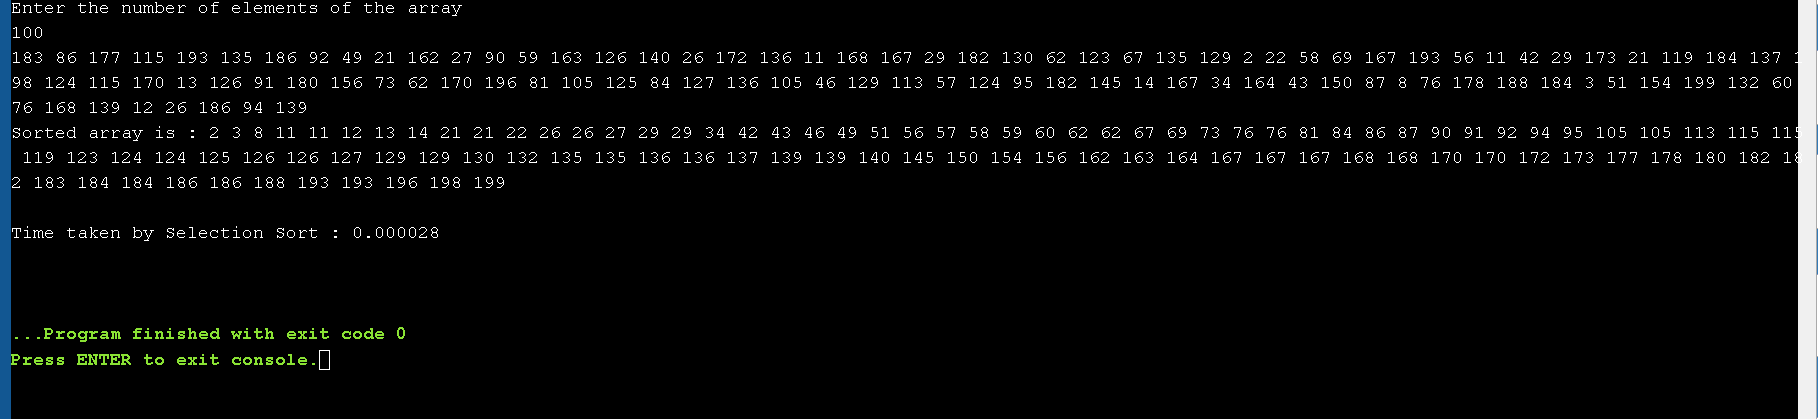 Enter the number of elements of the array
100
183 86 177 115 193 135 186 92 49 21 162 27 90 59 163 126 140 26 172 136 11 168 167 29 182 130 62 123 67 135 129 2 22 58 69 167 193 56 11 42 29 173 21 119 184 137 1
98 124 115 170 13 126 91 180 156 73 62 170 196 81 105 125 84 127 136 105 46 129 113 57 124 95 182 145 14 167 34 164 43 150 87 8 76 178 188 184 3 51 154 199 132 60
76 168 139 12 26 186 94 139
Sorted array is : 2 3 8 11 11 12 13 14 21 21 22 26 26 27 29 29 34 42 43 46 49 51 56 57 58 59 60 62 62 67 69 73 76 76 81 84 86 87 90 91 92 94 95 105 105 113 115 115
119 123 124 124 125 126 126 127 129 129 130 132 135 135 136 136 137 139 139 140 145 150 154 156 162 163 164 167 167 167 168 168 170 170 172 173 177 178 180 182 18
2 183 184 184 186 186 188 193 193 196 198 199
Time taken by Selection Sort : 0.000028
...Program finished with exit code 0
Press ENTER to exit console.